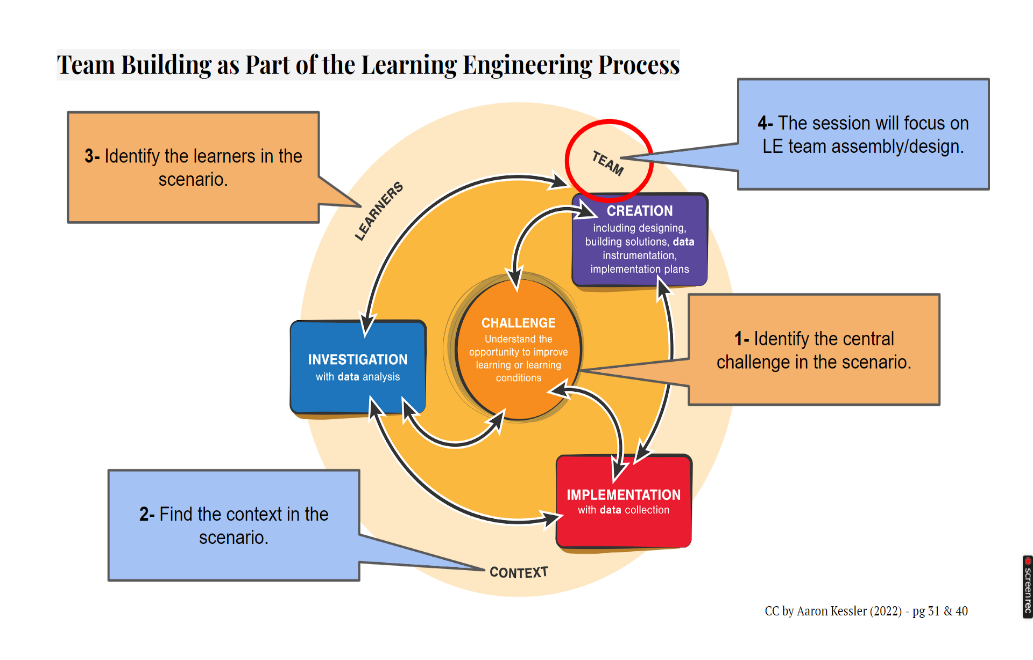 Team Building as Part of the Learning Engineering Process
3- Identify the learners in the
scenario.
4- The session will focus on
LE team assembly/design.
TEAM
LEARNERS
CREATION
including designing,
building solutions, data
instrumentation,
implementation plans
CHALLENGE
Understand the
opportunity to improve
learning or learning
conditions
1- Identify the central
challenge in the scenario.
INVESTIGATION
with data analysis
IMPLEMENTATION
with data collection
2- Find the context in the
scenario.
CONTEXT
CC by Aaron Kessler (2022) - pg 31 & 40
screenrec